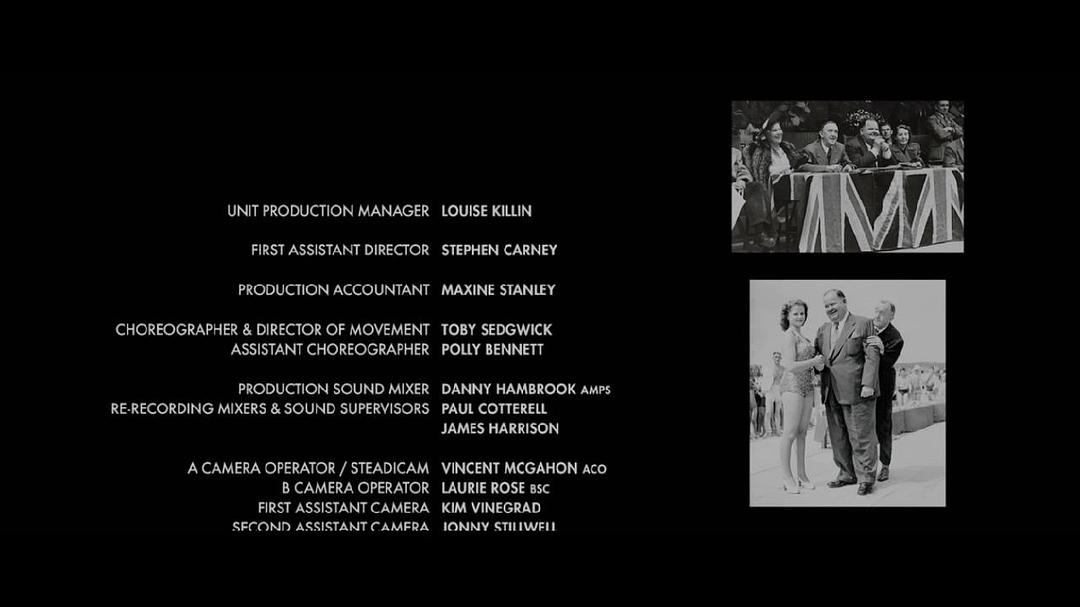 UNIT PRODUCTION MANAGER LOUISE KILLIN
FIRST ASSISTANT DIRECTOR STEPHEN CARNEY
PRODUCTION ACCOUNTANT MAXINE STANLEY
CHOREOGRAPHER & DIRECTOR OF MOVEMENT TOBY SEDGWICK
ASSISTANT CHOREOGRAPHER POLLY BENNETT
PRODUCTION SOUND MIXER DANNY HAMBROOK AMPS
RE-RECORDING MIXERS & SOUND SUPERVISORS PAUL COTTERELL
JAMES HARRISON
A CAMERA OPERATOR / STEADICAM VINCENT MCGAHON ACO
B CAMERA OPERATOR LAURIE ROSE BSC
FIRST ASSISTANT CAMERA KIM VINEGRAD
SECOND ASSISTANT CAMERA JONNY STILLWELL